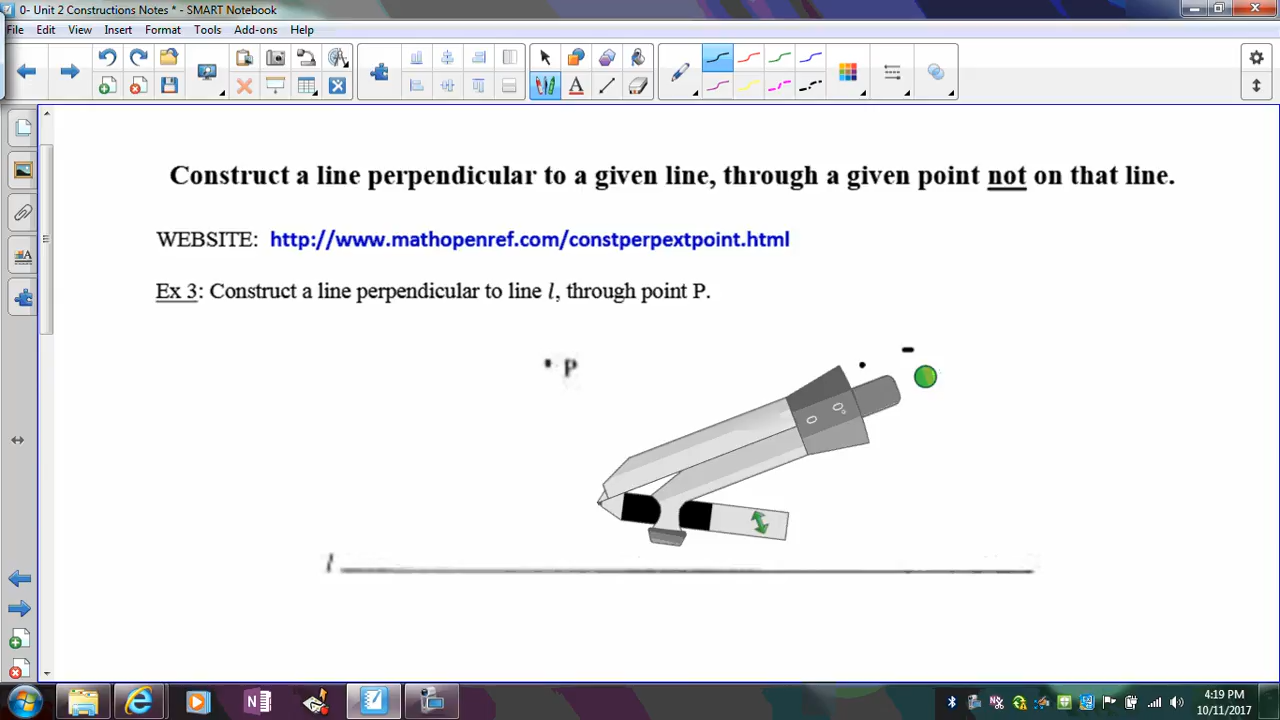 0- Unit 2 Constructions Notes * - SMART Notebook
File Edit View Insert Format Tools Add-ons Help
Construct a line perpendicular to a given line, through a given point not on that line.
WEBSITE: http://www.mathopenref.com/constperpextpoint.html
Ex 3: Construct a line perpendicular to line l, through point P.
P
0 0°
l
4:19 PM
10/11/2017